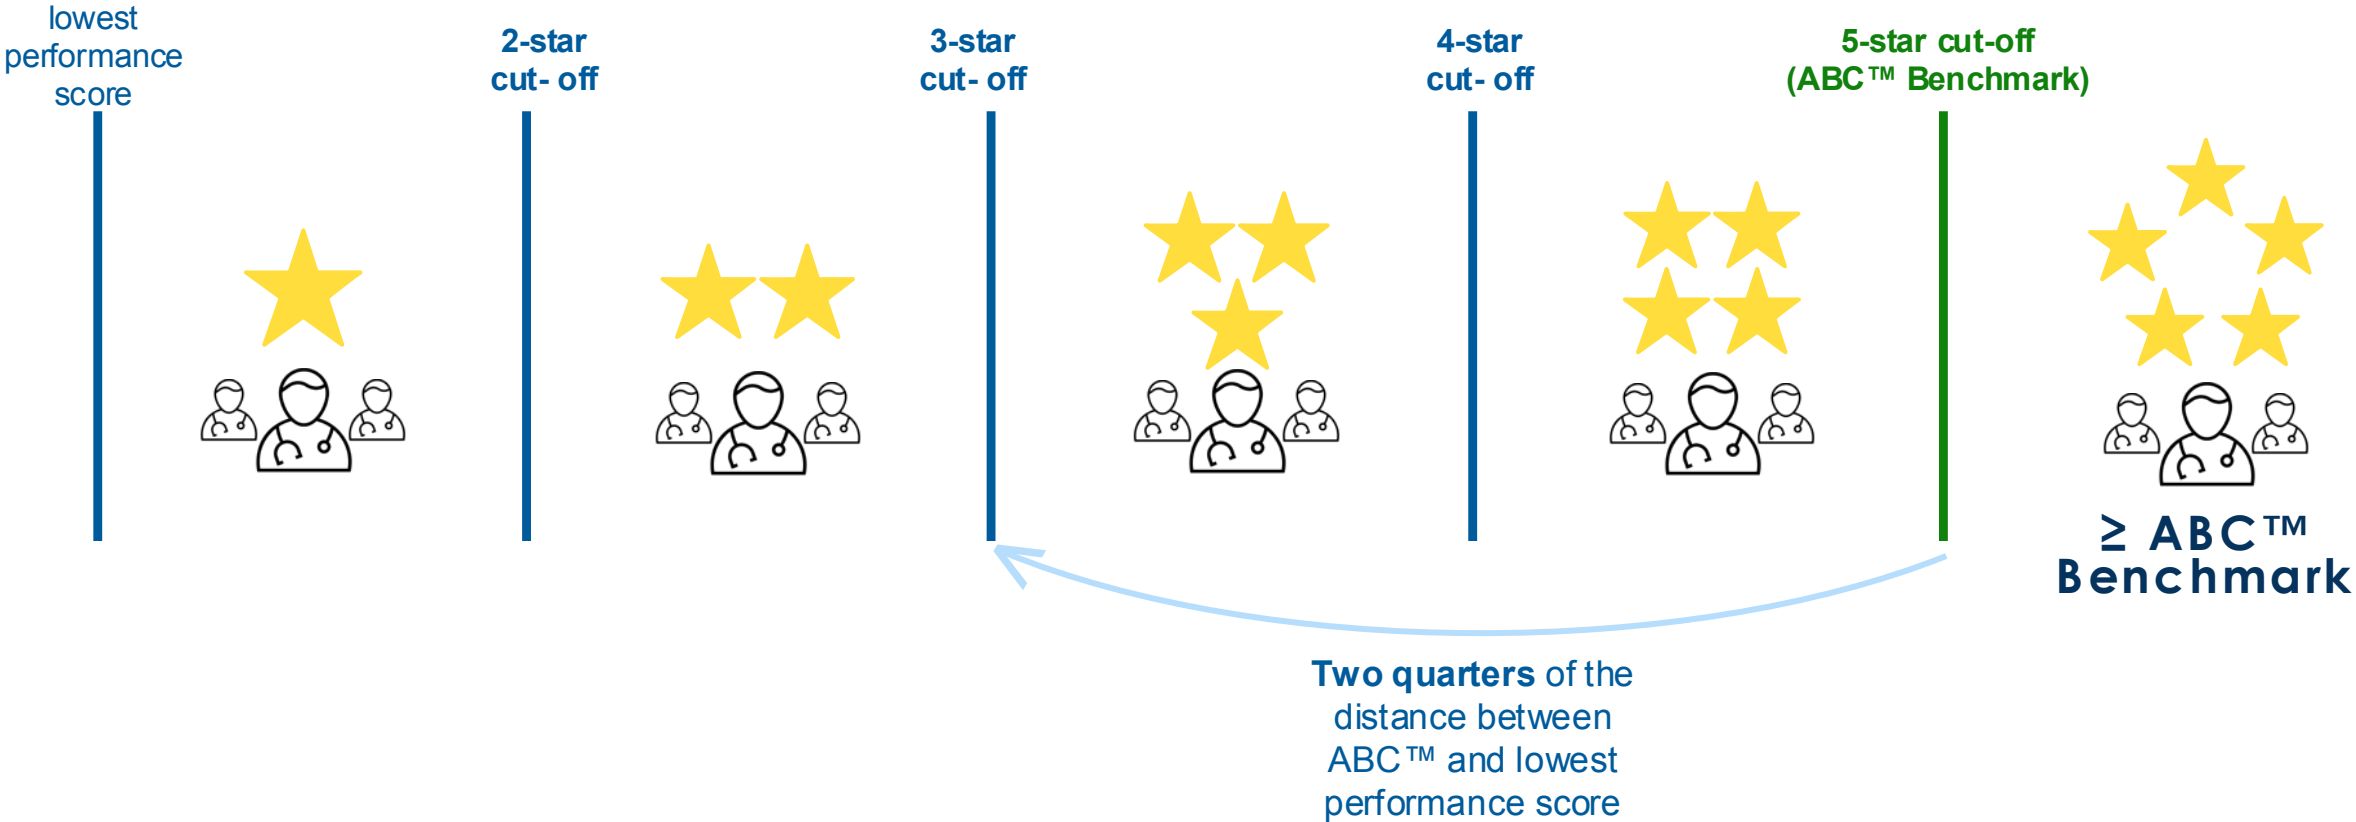 lowest
performance
score
2-star
cut- off
3-star
cut- off
4-star
cut- off
5-star cut-off
(ABC™ Benchmark)
≥ ABC™
Benchmark
Two quarters of the
distance between
ABC™ and lowest
performance score